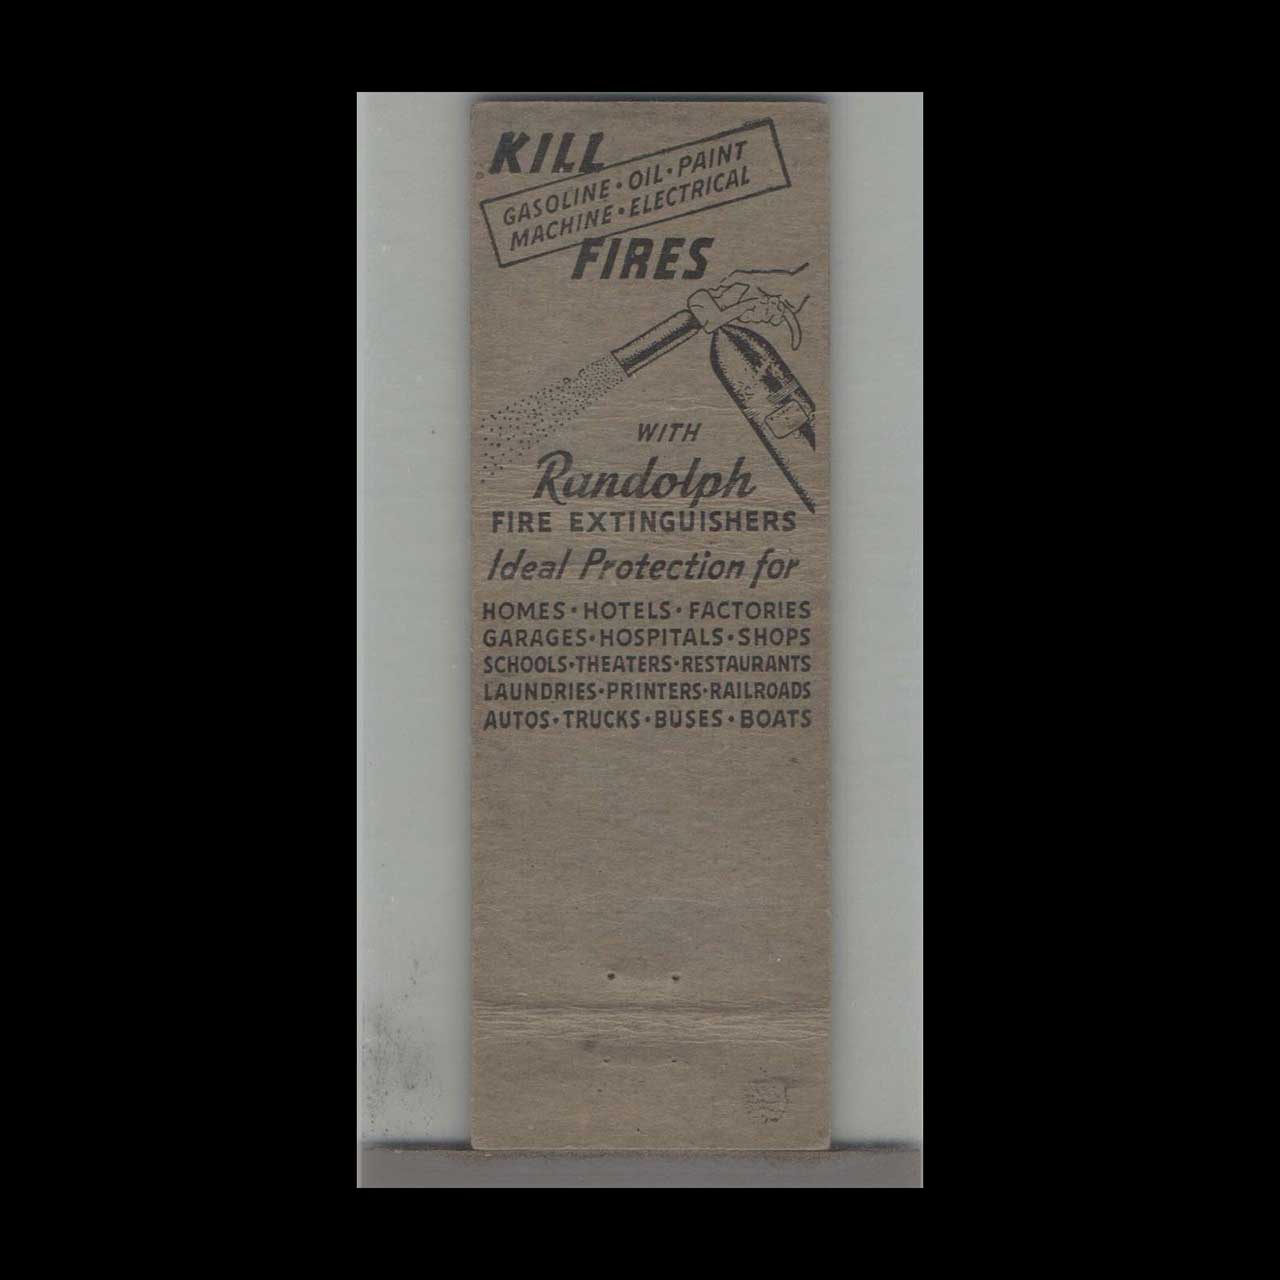 KILL
GASOLINE • OIL • PAINT
MACHINE • ELECTRICAL
FIRES
WITH
Randolph
FIRE EXTINGUISHERS
Ideal Protection for
HOMES • HOTELS • FACTORIES
GARAGES • HOSPITALS • SHOPS
SCHOOLS • THEATERS • RESTAURANTS
LAUNDRIES • PRINTERS • RAILROADS
AUTOS • TRUCKS • BUSES • BOATS